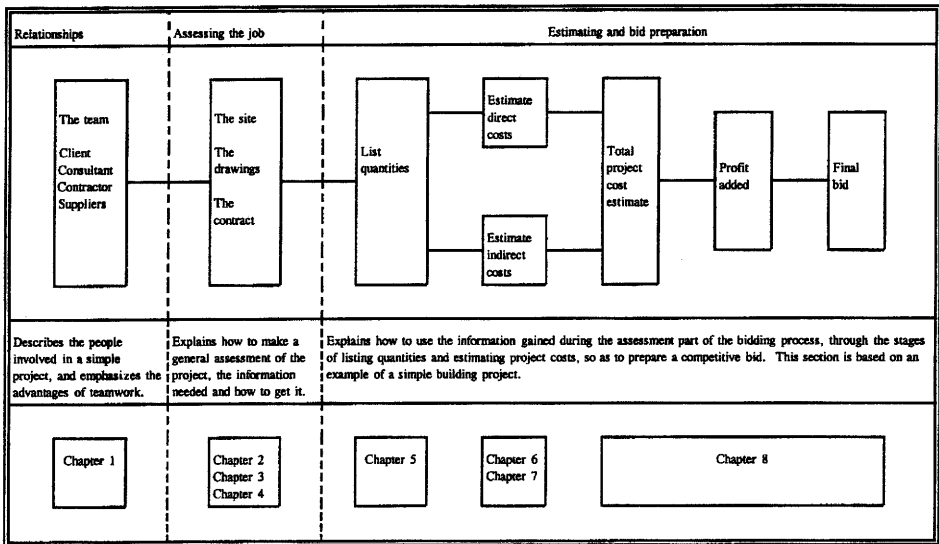 Relationships
Assessing the job
Estimating and bid preparation
The team
Client
Consultant
Contractor
Suppliers
The site
The
drawings
The
contract
List
quantities
Estimate
direct
costs
Estimate
indirect
costs
Total
project
cost
estimate
Profit
added
Final
bid
Describes the people
involved in a simple
project, and emphasizes the
advantages of teamwork.
Explains how to make a
general assessment of the
project, the information
needed and how to get it.
Explains how to use the information gained during the assessment part of the bidding process, through the stages
of listing quantities and estimating project costs, so as to prepare a competitive bid. This section is based on an
example of a simple building project.
Chapter 1
Chapter 2
Chapter 3
Chapter 4
Chapter 5
Chapter 6
Chapter 7
Chapter 8